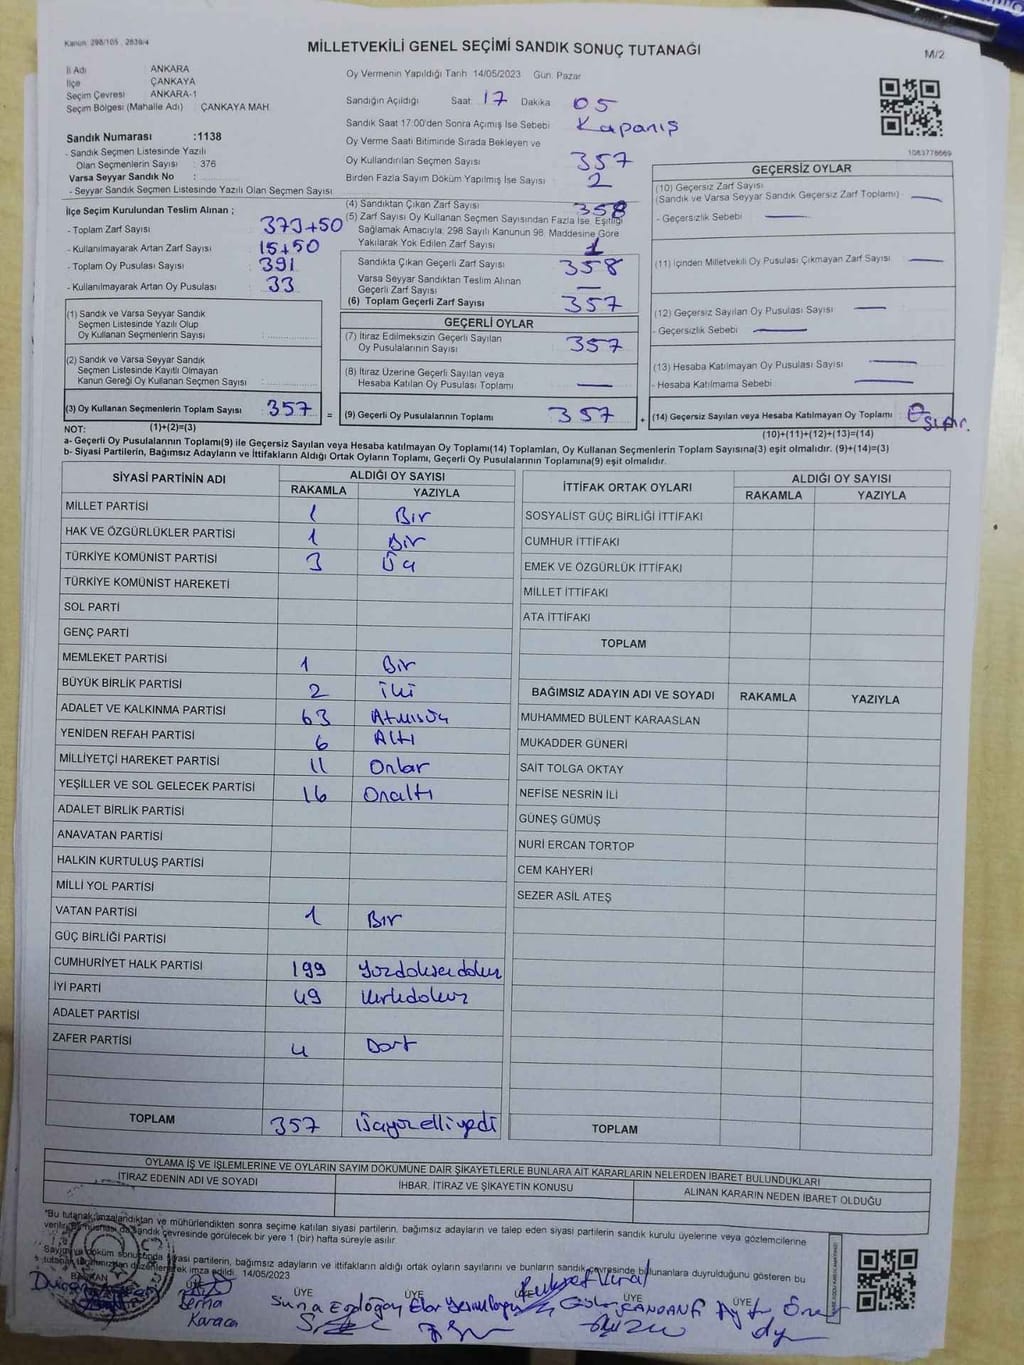 Kanun: 298/105 , 2839/4
MİLLETVEKİLİ GENEL SEÇİMİ SANDIK SONUÇ TUTANAĞI
M/2
İl Adı : ANKARA
İlçe : ÇANKAYA
Seçim Çevresi : ANKARA-1
Seçim Bölgesi (Mahalle Adı) : ÇANKAYA MAH
Sandık Numarası :1138
- Sandık Seçmen Listesinde Yazılı
Olan Seçmenlerin Sayısı : 376
Varsa Seyyar Sandık No :
- Seyyar Sandık Seçmen Listesinde Yazılı Olan Seçmen Sayısı
Oy Vermenin Yapıldığı Tarih 14/05/2023 Gün: Pazar
Sandığın Açıldığı Saat: 17 Dakika 05
Sandık Saat 17:00'den Sonra Açımış İse Sebebi Kapanış
Oy Verme Saati Bitiminde Sırada Bekleyen ve
Oy Kullandırılan Seçmen Sayısı 357
Birden Fazla Sayım Döküm Yapılmış İse Sayısı 2
1083776669
İlçe Seçim Kurulundan Teslim Alınan ;
- Toplam Zarf Sayısı 373+50
- Kullanılmayarak Artan Zarf Sayısı 15+50
- Toplam Oy Pusulası Sayısı 391
- Kullanılmayarak Artan Oy Pusulası 33
(4) Sandıktan Çıkan Zarf Sayısı 358
(5) Zarf Sayısı Oy Kullanan Seçmen Sayısından Fazla İse, Eşitliği
Sağlamak Amacıyla; 298 Sayılı Kanunun 98. Maddesine Göre
Yakılarak Yok Edilen Zarf Sayısı 1
Sandıkta Çıkan Geçerli Zarf Sayısı 358
Varsa Seyyar Sandıktan Teslim Alınan
Geçerli Zarf Sayısı —
(6) Toplam Geçerli Zarf Sayısı 357
GEÇERSİZ OYLAR
(10) Geçersiz Zarf Sayısı
(Sandık ve Varsa Seyyar Sandık Geçersiz Zarf Toplamı) —
- Geçersizlik Sebebi —
(11) İçinden Milletvekili Oy Pusulası Çıkmayan Zarf Sayısı —
(12) Geçersiz Sayılan Oy Pusulası Sayısı —
- Geçersizlik Sebebi —
(13) Hesaba Katılmayan Oy Pusulası Sayısı —
- Hesaba Katılmama Sebebi —
(1) Sandık ve Varsa Seyyar Sandık
Seçmen Listesinde Yazılı Olup
Oy Kullanan Seçmenlerin Sayısı :
(2) Sandık ve Varsa Seyyar Sandık
Seçmen Listesinde Kayıtlı Olmayan
Kanun Gereği Oy Kullanan Seçmen Sayısı :
GEÇERLİ OYLAR
(7) İtiraz Edilmeksizin Geçerli Sayılan
Oy Pusulalarının Sayısı 357
(8) İtiraz Üzerine Geçerli Sayılan veya
Hesaba Katılan Oy Pusulası Toplamı —
(3) Oy Kullanan Seçmenlerin Toplam Sayısı 357 = (9) Geçerli Oy Pusulalarının Toplamı 357 + (14) Geçersiz Sayılan veya Hesaba Katılmayan Oy Toplamı 0 Sıfır.
NOT: (1)+(2)=(3) (10)+(11)+(12)+(13)=(14)
a- Geçerli Oy Pusulalarının Toplamı(9) ile Geçersiz Sayılan veya Hesaba katılmayan Oy Toplamı(14) Toplamları, Oy Kullanan Seçmenlerin Toplam Sayısına(3) eşit olmalıdır. (9)+(14)=(3)
b- Siyasi Partilerin, Bağımsız Adayların ve İttifakların Aldığı Ortak Oyların Toplamı, Geçerli Oy Pusulalarının Toplamına(9) eşit olmalıdır.
SİYASİ PARTİNİN ADI ALDIĞI OY SAYISI
RAKAMLA YAZIYLA
MİLLET PARTİSİ 1 Bir
HAK VE ÖZGÜRLÜKLER PARTİSİ 1 Bir
TÜRKİYE KOMÜNİST PARTİSİ 3 Üç
TÜRKİYE KOMÜNİST HAREKETİ
SOL PARTİ
GENÇ PARTİ
MEMLEKET PARTİSİ 1 Bir
BÜYÜK BİRLİK PARTİSİ 2 İki
ADALET VE KALKINMA PARTİSİ 63 Atmışüç
YENİDEN REFAH PARTİSİ 6 Altı
MİLLİYETÇİ HAREKET PARTİSİ 11 Onbir
YEŞİLLER VE SOL GELECEK PARTİSİ 16 Onaltı
ADALET BİRLİK PARTİSİ
ANAVATAN PARTİSİ
HALKIN KURTULUŞ PARTİSİ
MİLLİ YOL PARTİSİ
VATAN PARTİSİ 1 Bir
GÜÇ BİRLİĞİ PARTİSİ
CUMHURİYET HALK PARTİSİ 199 Yüzdoksandokuz
İYİ PARTİ 49 Kırkdokuz
ADALET PARTİSİ
ZAFER PARTİSİ 4 Dört
TOPLAM 357 Üçyüzelliyedi
İTTİFAK ORTAK OYLARI ALDIĞI OY SAYISI
RAKAMLA YAZIYLA
SOSYALİST GÜÇ BİRLİĞİ İTTİFAKI
CUMHUR İTTİFAKI
EMEK VE ÖZGÜRLÜK İTTİFAKI
MİLLET İTTİFAKI
ATA İTTİFAKI
TOPLAM
BAĞIMSIZ ADAYIN ADI VE SOYADI RAKAMLA YAZIYLA
MUHAMMED BÜLENT KARAASLAN
MUKADDER GÜNERİ
SAİT TOLGA OKTAY
NEFİSE NESRİN İLİ
GÜNEŞ GÜMÜŞ
NURİ ERCAN TORTOP
CEM KAHYERİ
SEZER ASİL ATEŞ
TOPLAM
OYLAMA İŞ VE İŞLEMLERİNE VE OYLARIN SAYIM DÖKÜMÜNE DAİR ŞİKAYETLERLE BUNLARA AİT KARARLARIN NELERDEN İBARET BULUNDUKLARI
İTİRAZ EDENİN ADI VE SOYADI İHBAR, İTİRAZ VE ŞİKAYETİN KONUSU ALINAN KARARIN NEDEN İBARET OLDUĞU
"Bu tutanak; imzalandıktan ve mühürlendikten sonra seçime katılan siyasi partilerin, bağımsız adayların ve talep eden siyasi partilerin sandık kurulu üyelerine veya gözlemcilerine
sandık çevresinde görülecek bir yere 1 (bir) hafta süreyle asılır.
siyasi partilerin, bağımsız adayların ve ittifakların aldığı ortak oyların sayılarını ve bunların sandık çevresinde bulunanlara duyrulduğunu gösteren bu
imza edildi. 14/05/2023
BAŞKAN ÜYE ÜYE ÜYE ÜYE
Berna Karaca
Suna Erdoğan